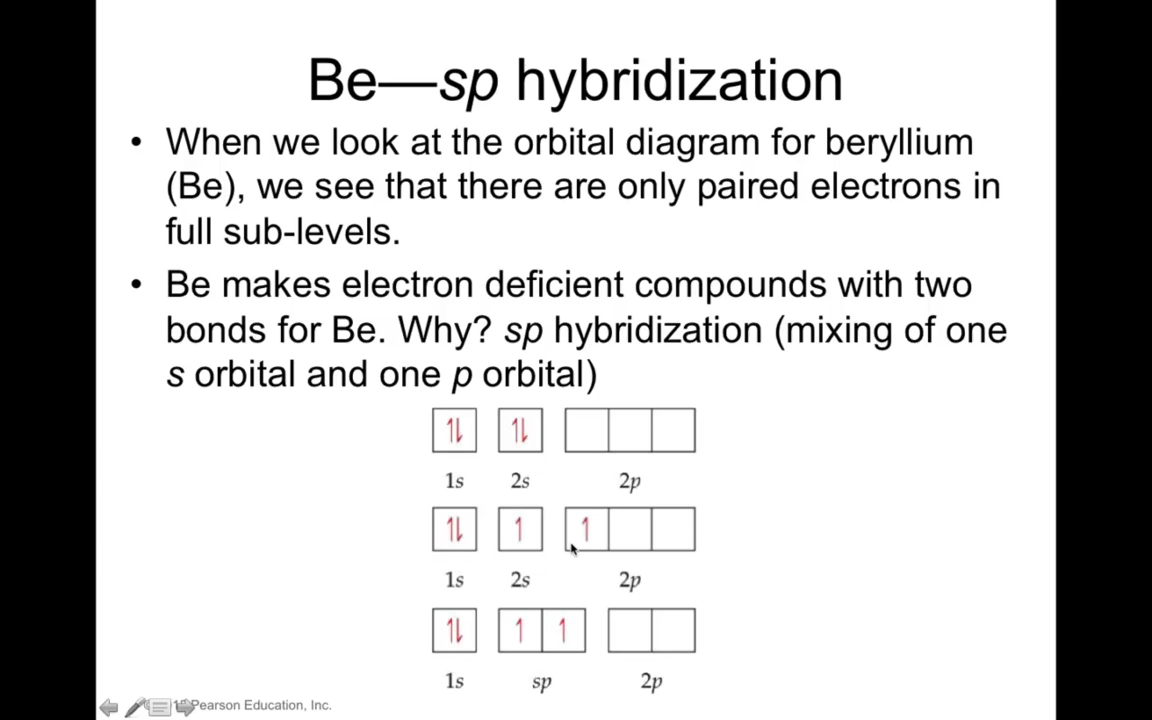 Be—sp hybridization
• When we look at the orbital diagram for beryllium
(Be), we see that there are only paired electrons in
full sub-levels.
• Be makes electron deficient compounds with two
bonds for Be. Why? sp hybridization (mixing of one
s orbital and one p orbital)
1s 2s 2p
1s 2s 2p
1s sp 2p
Pearson Education, Inc.